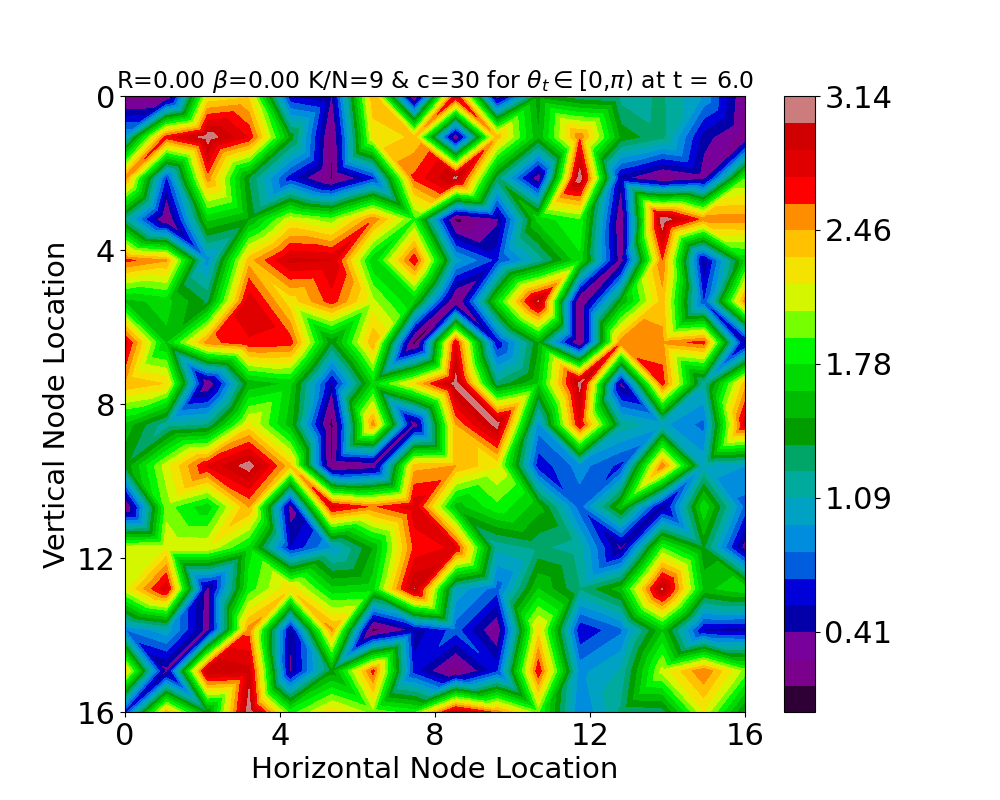 R=0.00 β=0.00 K/N=9 & c=30 for θₜ ∈ [0,π) at t = 6.0
0
4
8
12
16
0 4 8 12 16
Vertical Node Location
Horizontal Node Location
3.14
2.46
1.78
1.09
0.41